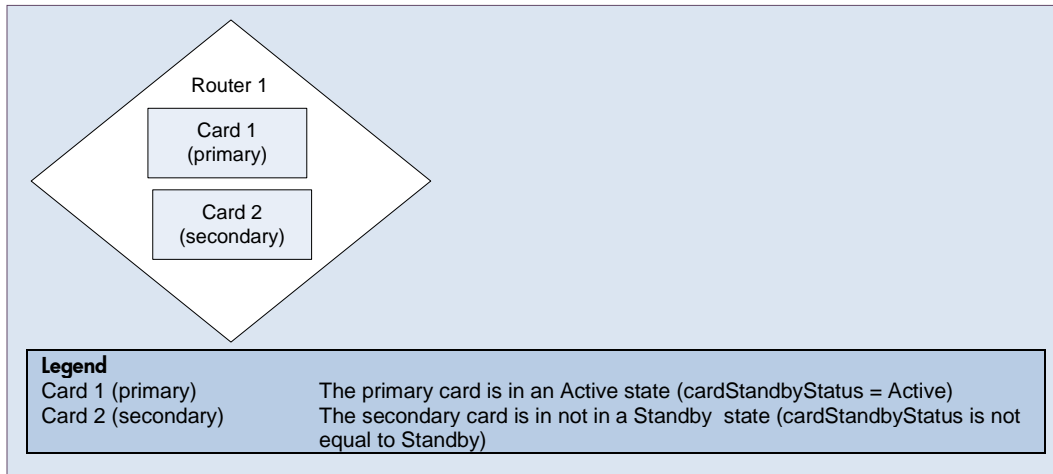 Router 1
Card 1
(primary)
Card 2
(secondary)
Legend
Card 1 (primary) The primary card is in an Active state (cardStandbyStatus = Active)
Card 2 (secondary) The secondary card is in not in a Standby state (cardStandbyStatus is not
equal to Standby)